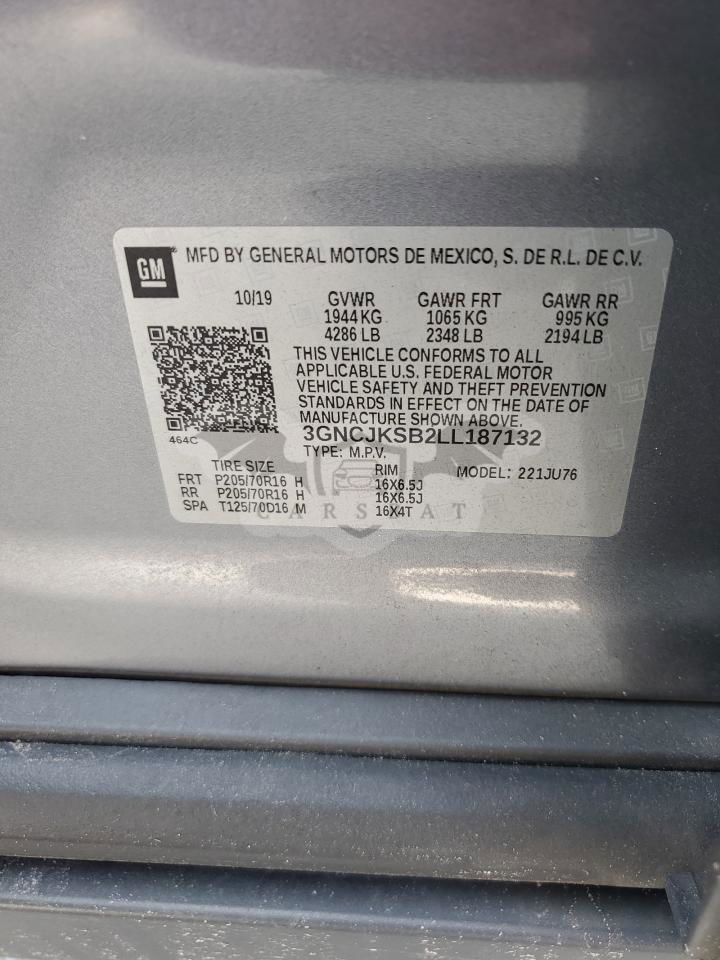 GM
MFD BY GENERAL MOTORS DE MEXICO, S. DE R.L. DE C.V.
10/19 GVWR GAWR FRT GAWR RR
1944 KG 1065 KG 995 KG
4286 LB 2348 LB 2194 LB
THIS VEHICLE CONFORMS TO ALL
APPLICABLE U.S. FEDERAL MOTOR
VEHICLE SAFETY AND THEFT PREVENTION
STANDARDS IN EFFECT ON THE DATE OF
MANUFACTURE SHOWN ABOVE.
464C 3GNCJKSB2LL187132
TYPE: M.P.V.
TIRE SIZE RIM MODEL: 221JU76
FRT P205/70R16 H 16X6.5J
RR P205/70R16 H 16X6.5J
SPA T125/70D16 M 16X4T
CARSEAT